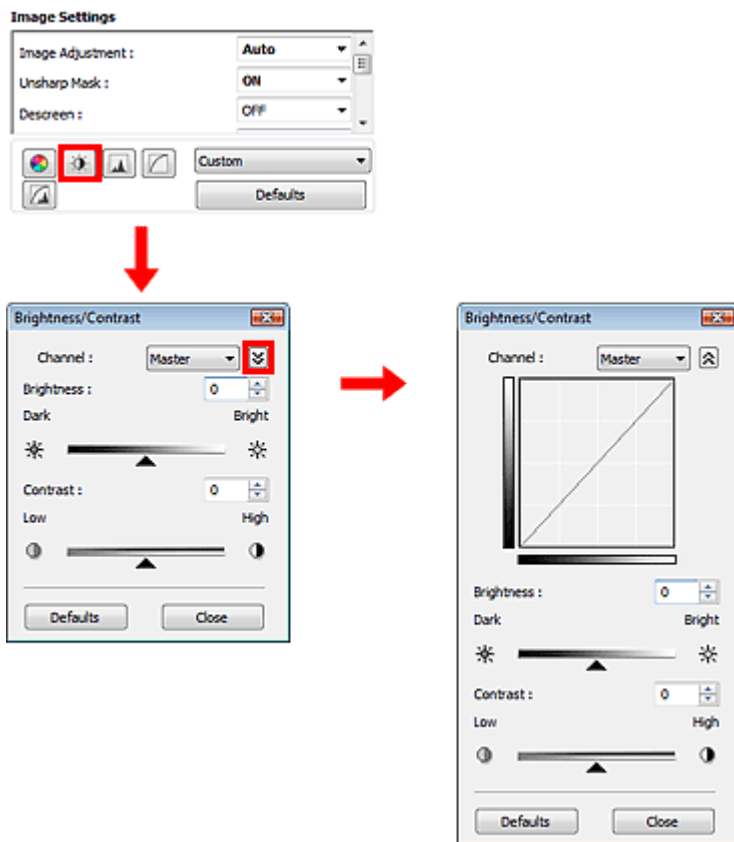 Image Settings
Image Adjustment : Auto
Unsharp Mask : ON
Descreen : OFF
Custom
Defaults
Brightness/Contrast
Channel : Master
Brightness : 0
Dark Bright
Contrast : 0
Low High
Defaults Close
Brightness/Contrast
Channel : Master
Brightness : 0
Dark Bright
Contrast : 0
Low High
Defaults Close